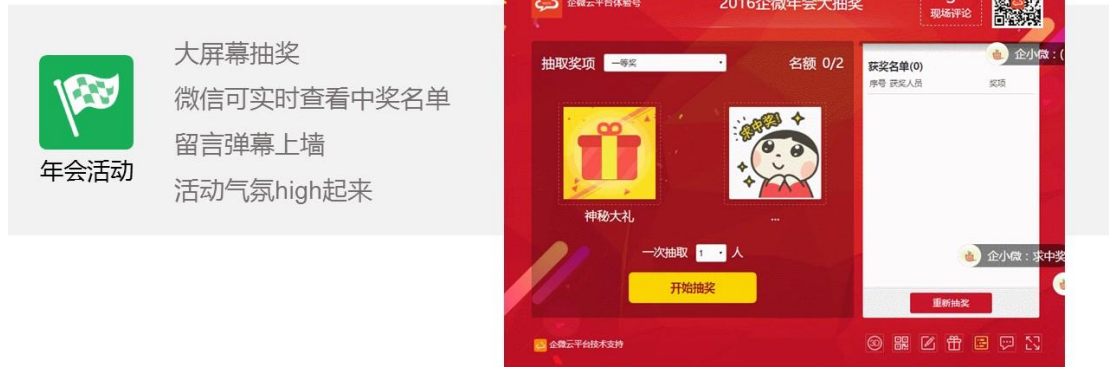 大屏幕抽奖
微信可实时查看中奖名单
留言弹幕上墙
活动气氛high起来
年会活动
企微云平台体验号
2016企微年会大抽奖
现场评论
抽取奖项 一等奖
名额 0/2
获奖名单(0)
序号 获奖人员 奖项
企小微：(
求中奖!
神秘大礼
...
一次抽取 1 人
开始抽奖
企小微：求中奖
重新抽奖
企微云平台技术支持
3D